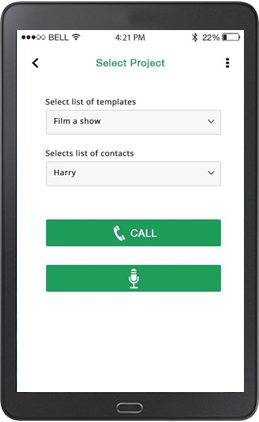 BELL 4:21 PM 22%
Select Project
Select list of templates
Film a show
Selects list of contacts
Harry
CALL